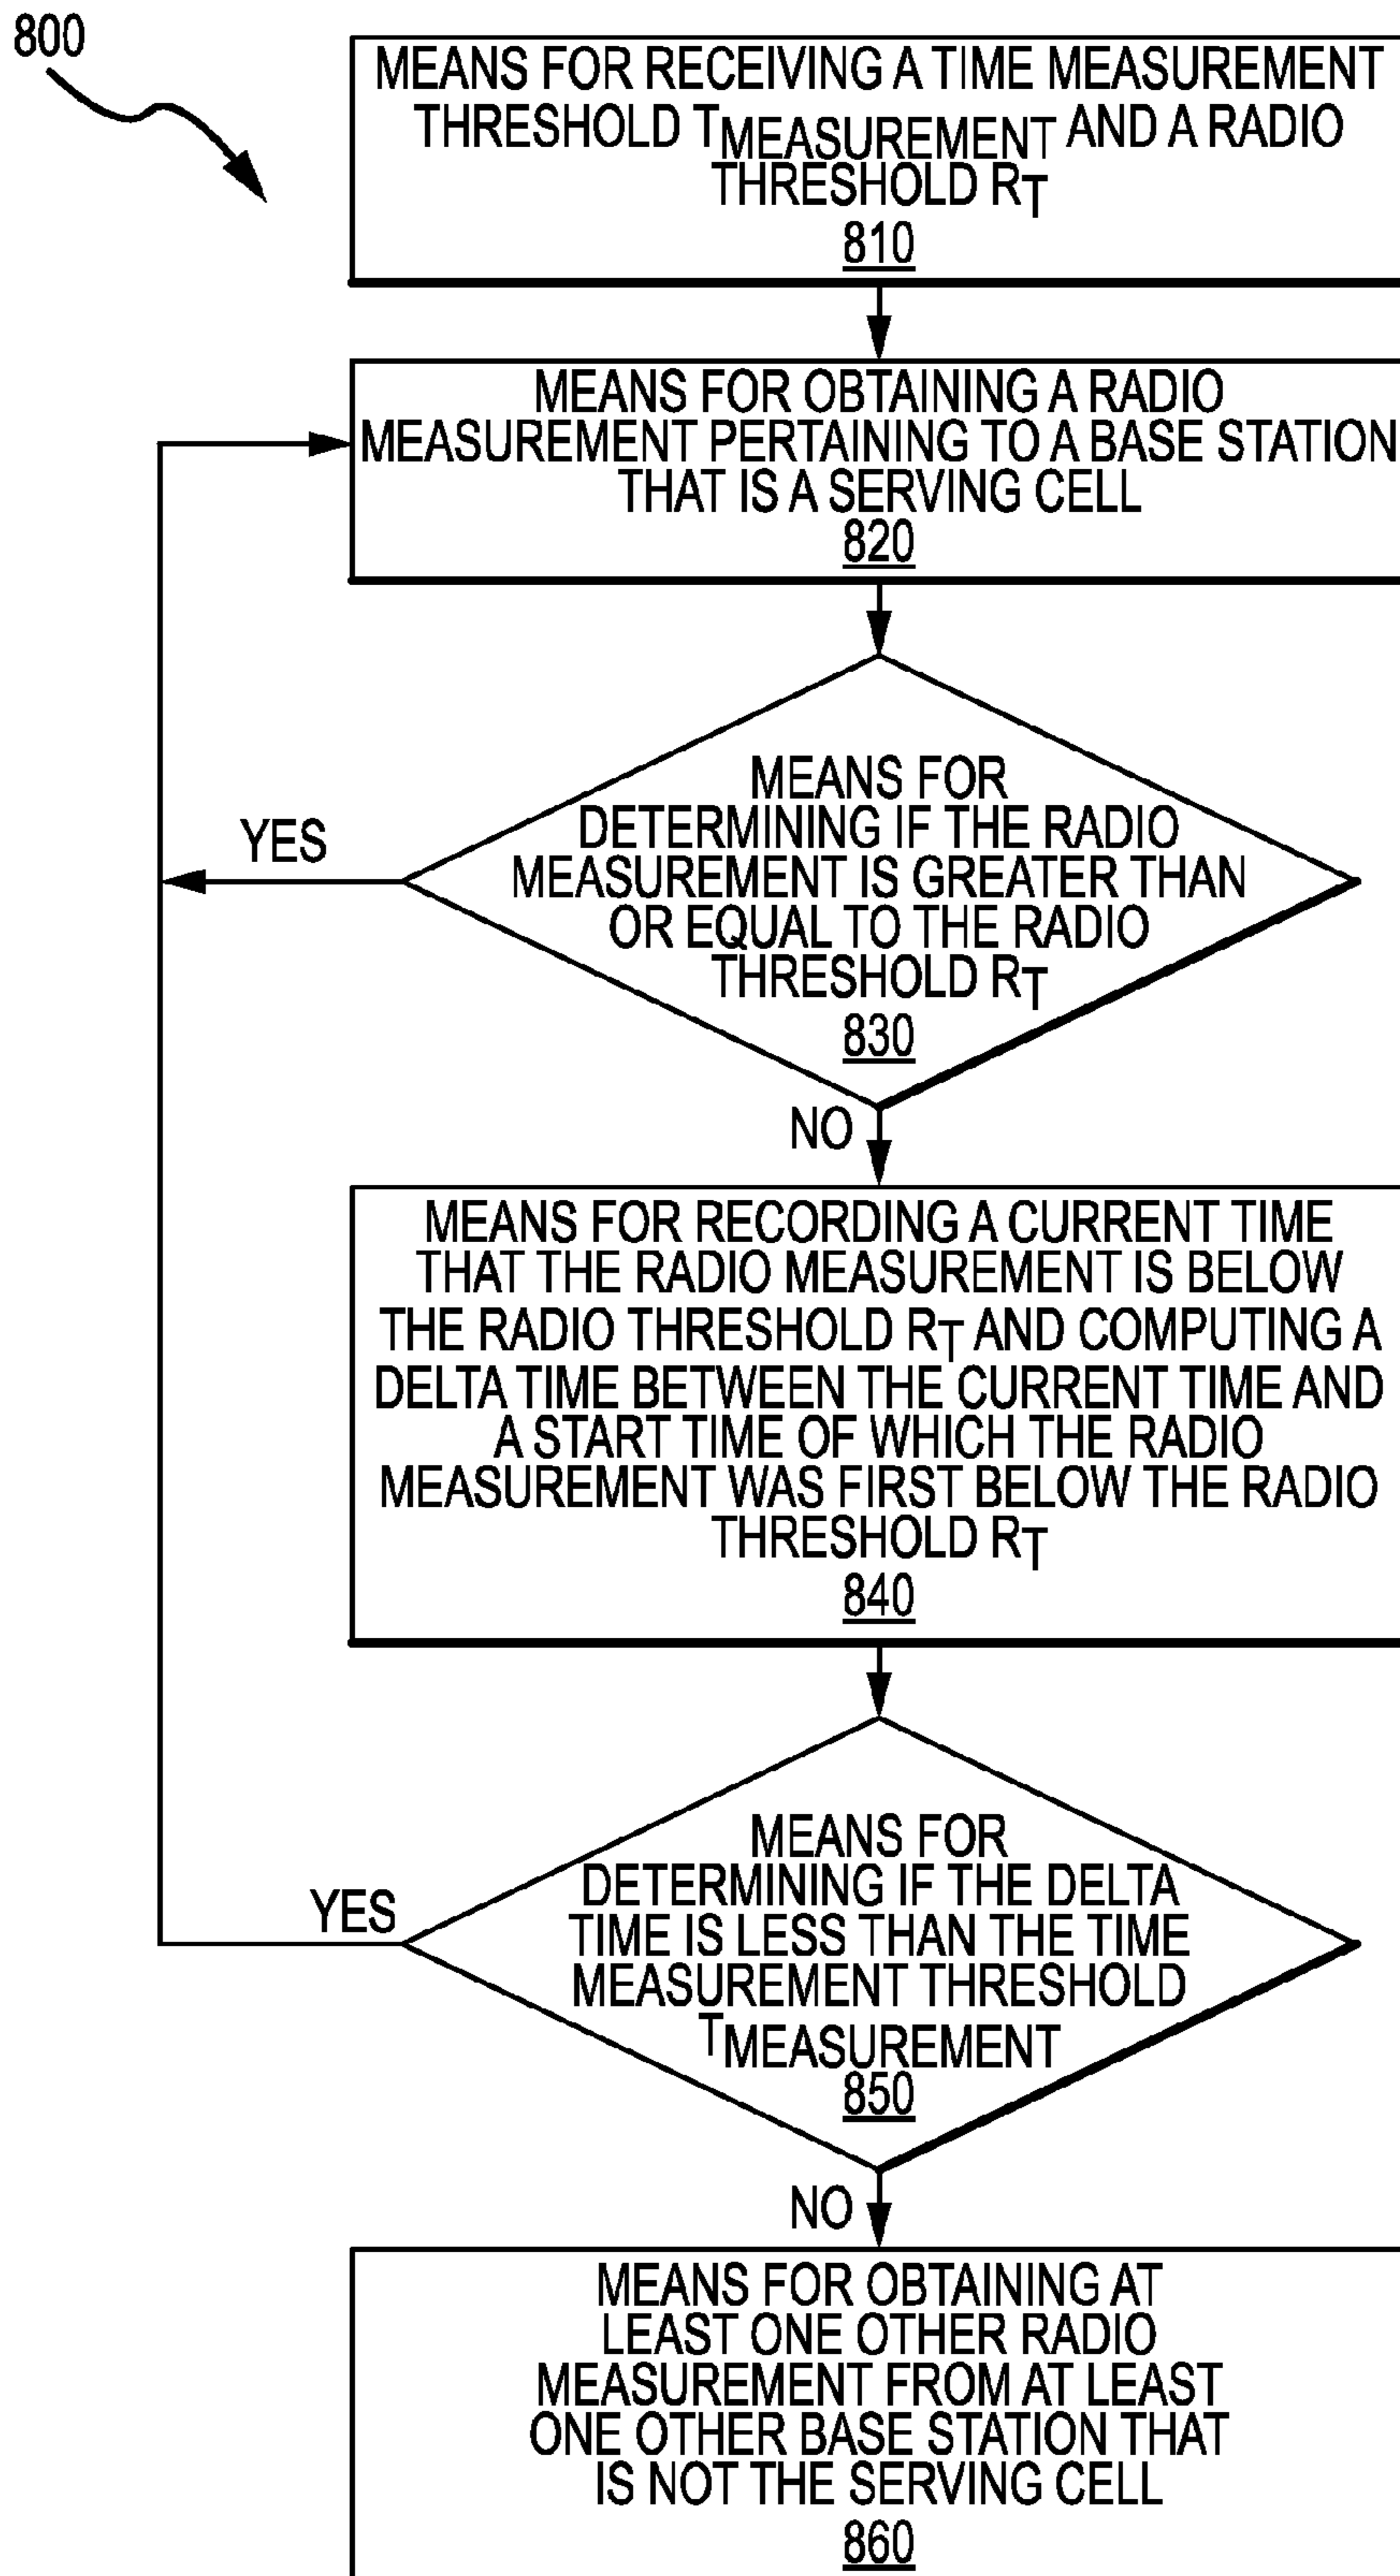 800
MEANS FOR RECEIVING A TIME MEASUREMENT
THRESHOLD TMEASUREMENT AND A RADIO
THRESHOLD RT
810
MEANS FOR OBTAINING A RADIO
MEASUREMENT PERTAINING TO A BASE STATION
THAT IS A SERVING CELL
820
MEANS FOR
DETERMINING IF THE RADIO
MEASUREMENT IS GREATER THAN
OR EQUAL TO THE RADIO
THRESHOLD RT
830
YES
NO
MEANS FOR RECORDING A CURRENT TIME
THAT THE RADIO MEASUREMENT IS BELOW
THE RADIO THRESHOLD RT AND COMPUTING A
DELTA TIME BETWEEN THE CURRENT TIME AND
A START TIME OF WHICH THE RADIO
MEASUREMENT WAS FIRST BELOW THE RADIO
THRESHOLD RT
840
MEANS FOR
DETERMINING IF THE DELTA
TIME IS LESS THAN THE TIME
MEASUREMENT THRESHOLD
TMEASUREMENT
850
YES
NO
MEANS FOR OBTAINING AT
LEAST ONE OTHER RADIO
MEASUREMENT FROM AT LEAST
ONE OTHER BASE STATION THAT
IS NOT THE SERVING CELL
860